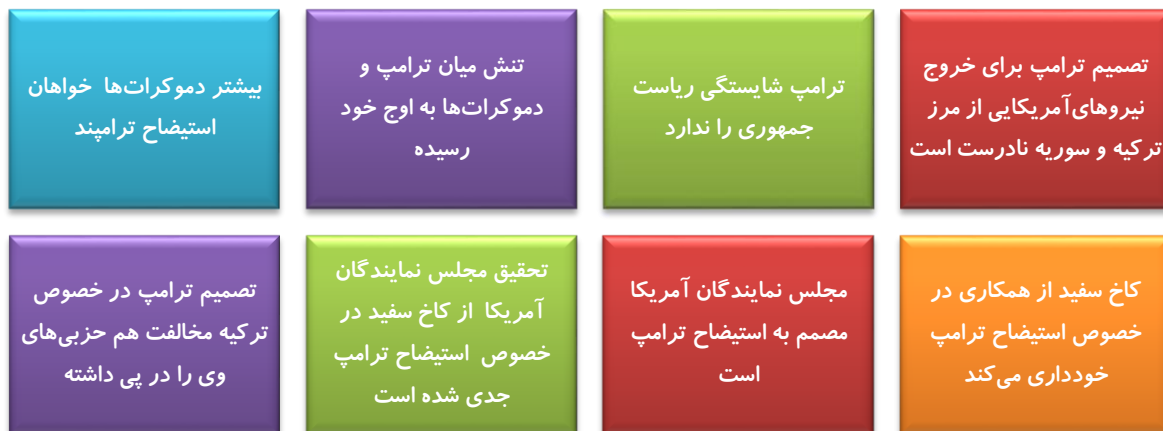 تصمیم ترامپ برای خروج
نیروهای‌آمریکایی از مرز
ترکیه و سوریه نادرست است
ترامپ شایستگی ریاست
جمهوری را ندارد
تنش میان ترامپ و
دموکرات‌ها به اوج خود
رسیده
بیشتر دموکرات‌ها خواهان
استیضاح ترامپند
کاخ سفید از همکاری در
خصوص استیضاح ترامپ
خودداری می‌کند
مجلس نمایندگان آمریکا
مصمم به استیضاح ترامپ
است
تحقیق مجلس نمایندگان
آمریکا از کاخ سفید در
خصوص استیضاح ترامپ
جدی شده است
تصمیم ترامپ در خصوص
ترکیه مخالفت هم حزبی‌های
وی را در پی داشته